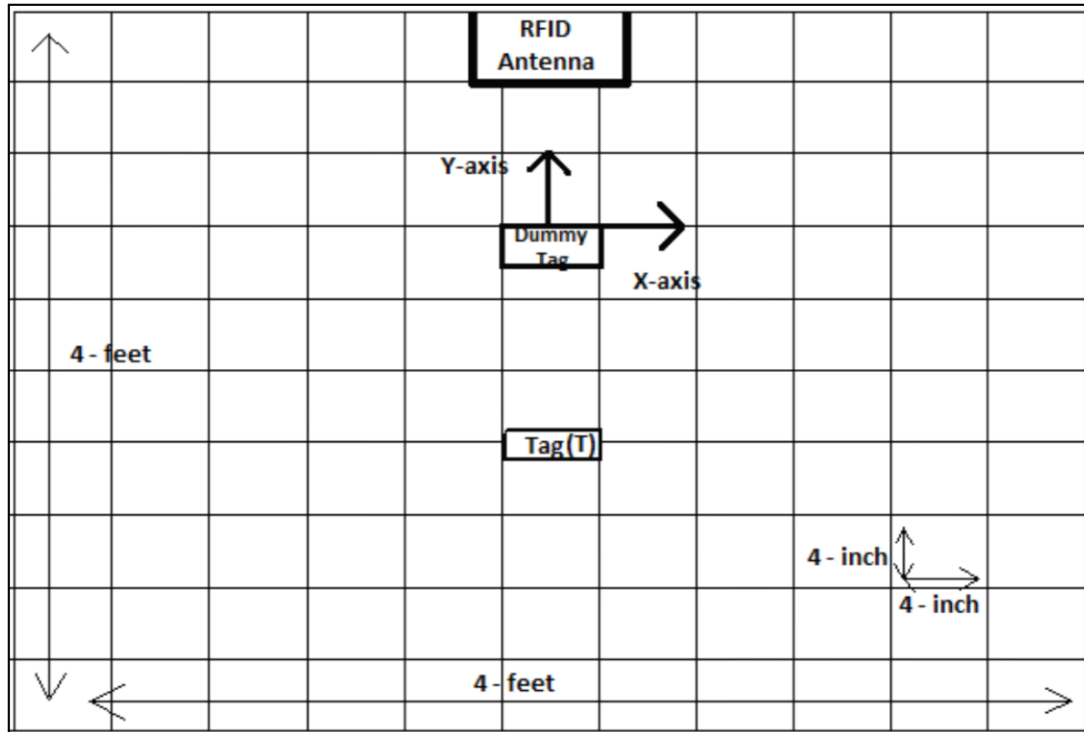 RFID
Antenna
Y-axis
Dummy
Tag
X-axis
4 - feet
Tag(T)
4 - inch
4 - inch
4 - feet